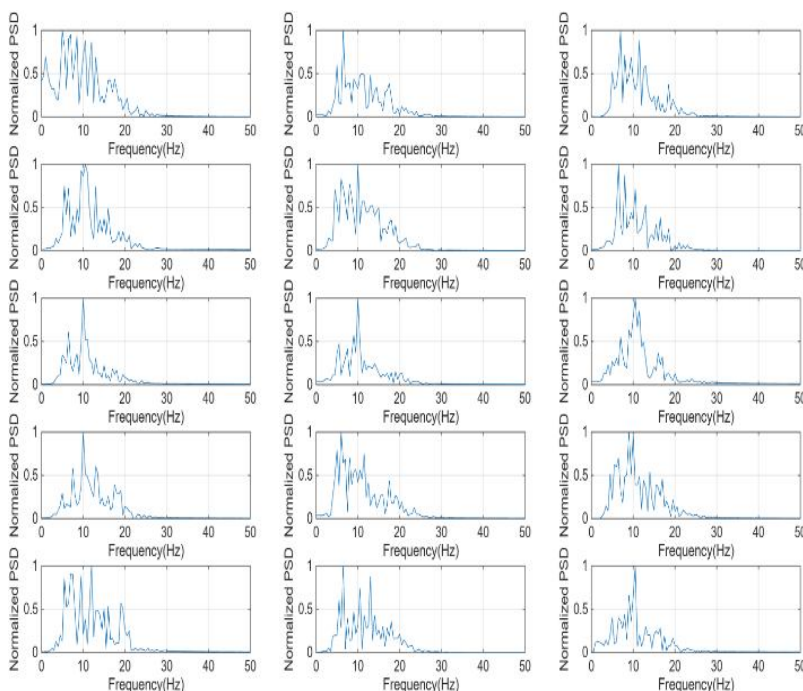 Normalized PSD Normalized PSD Normalized PSD
1 1 1
0.5 0.5 0.5
0 0 0
0 10 20 30 40 50 0 10 20 30 40 50 0 10 20 30 40 50
Frequency(Hz) Frequency(Hz) Frequency(Hz)
Normalized PSD Normalized PSD Normalized PSD
1 1 1
0.5 0.5 0.5
0 0 0
0 10 20 30 40 50 0 10 20 30 40 50 0 10 20 30 40 50
Frequency(Hz) Frequency(Hz) Frequency(Hz)
Normalized PSD Normalized PSD Normalized PSD
1 1 1
0.5 0.5 0.5
0 0 0
0 10 20 30 40 50 0 10 20 30 40 50 0 10 20 30 40 50
Frequency(Hz) Frequency(Hz) Frequency(Hz)
Normalized PSD Normalized PSD Normalized PSD
1 1 1
0.5 0.5 0.5
0 0 0
0 10 20 30 40 50 0 10 20 30 40 50 0 10 20 30 40 50
Frequency(Hz) Frequency(Hz) Frequency(Hz)
Normalized PSD Normalized PSD Normalized PSD
1 1 1
0.5 0.5 0.5
0 0 0
0 10 20 30 40 50 0 10 20 30 40 50 0 10 20 30 40 50
Frequency(Hz) Frequency(Hz) Frequency(Hz)